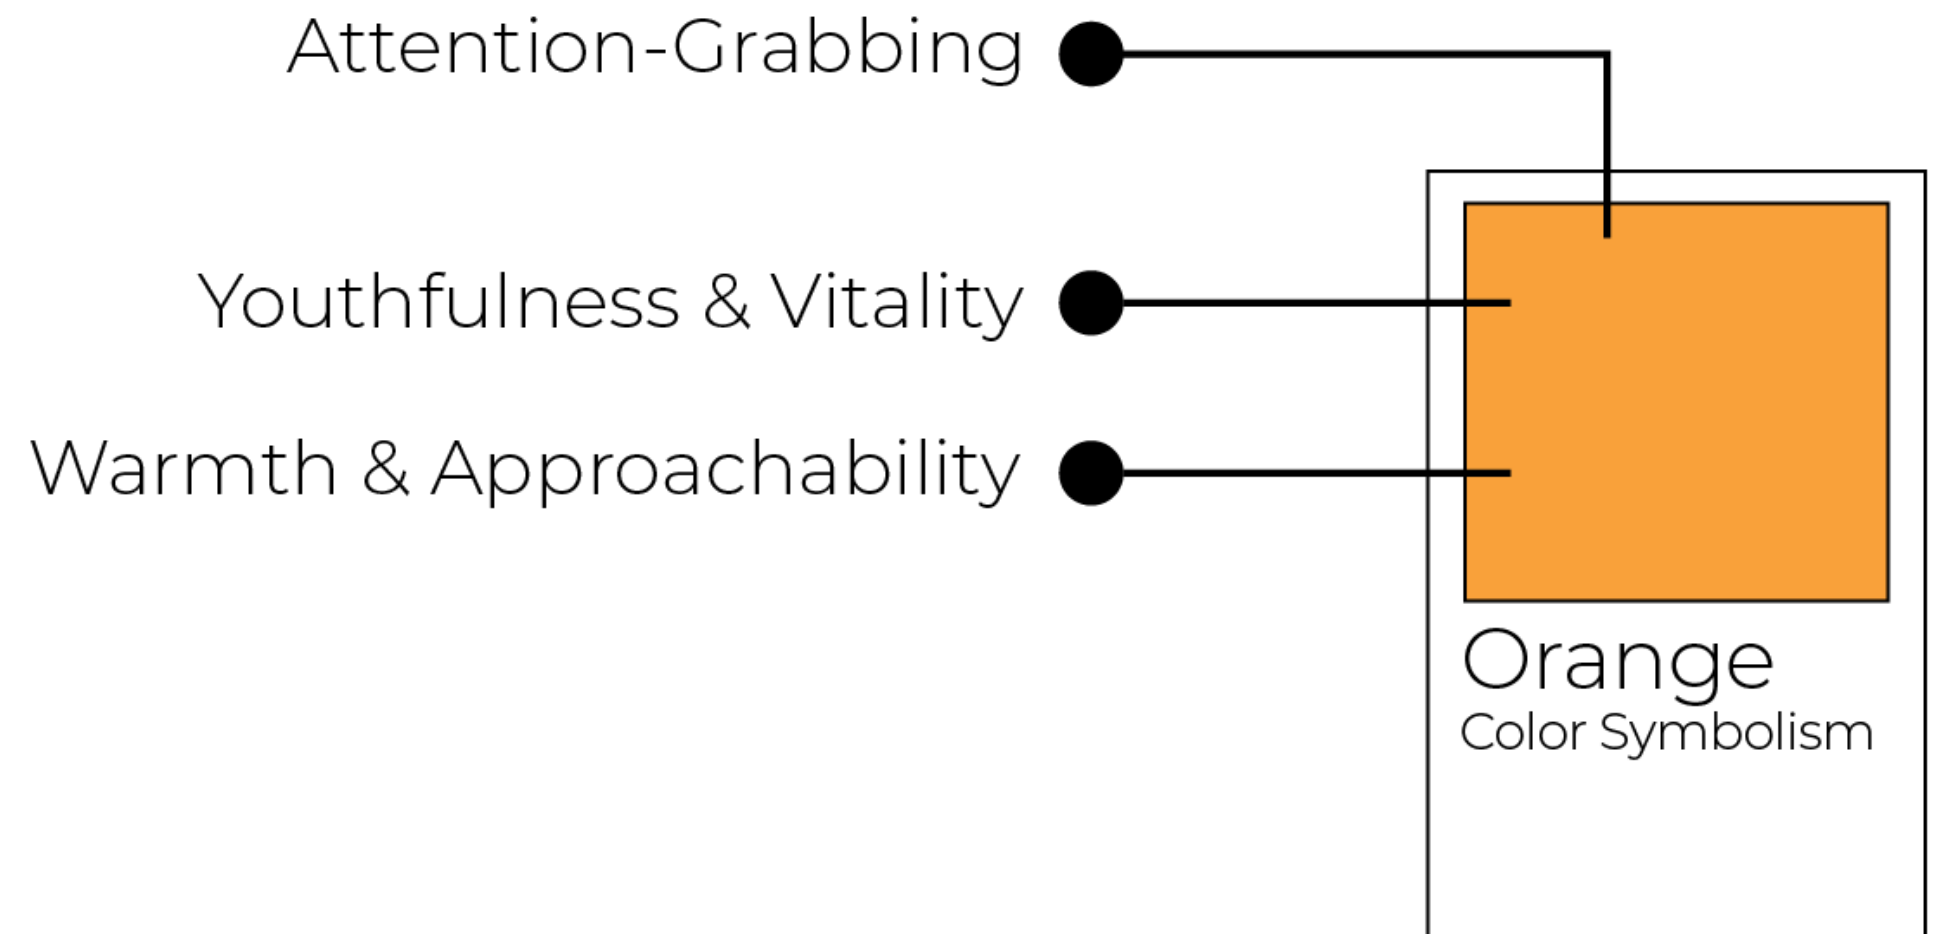 Attention-Grabbing
Youthfulness & Vitality
Warmth & Approachability
Orange
Color Symbolism